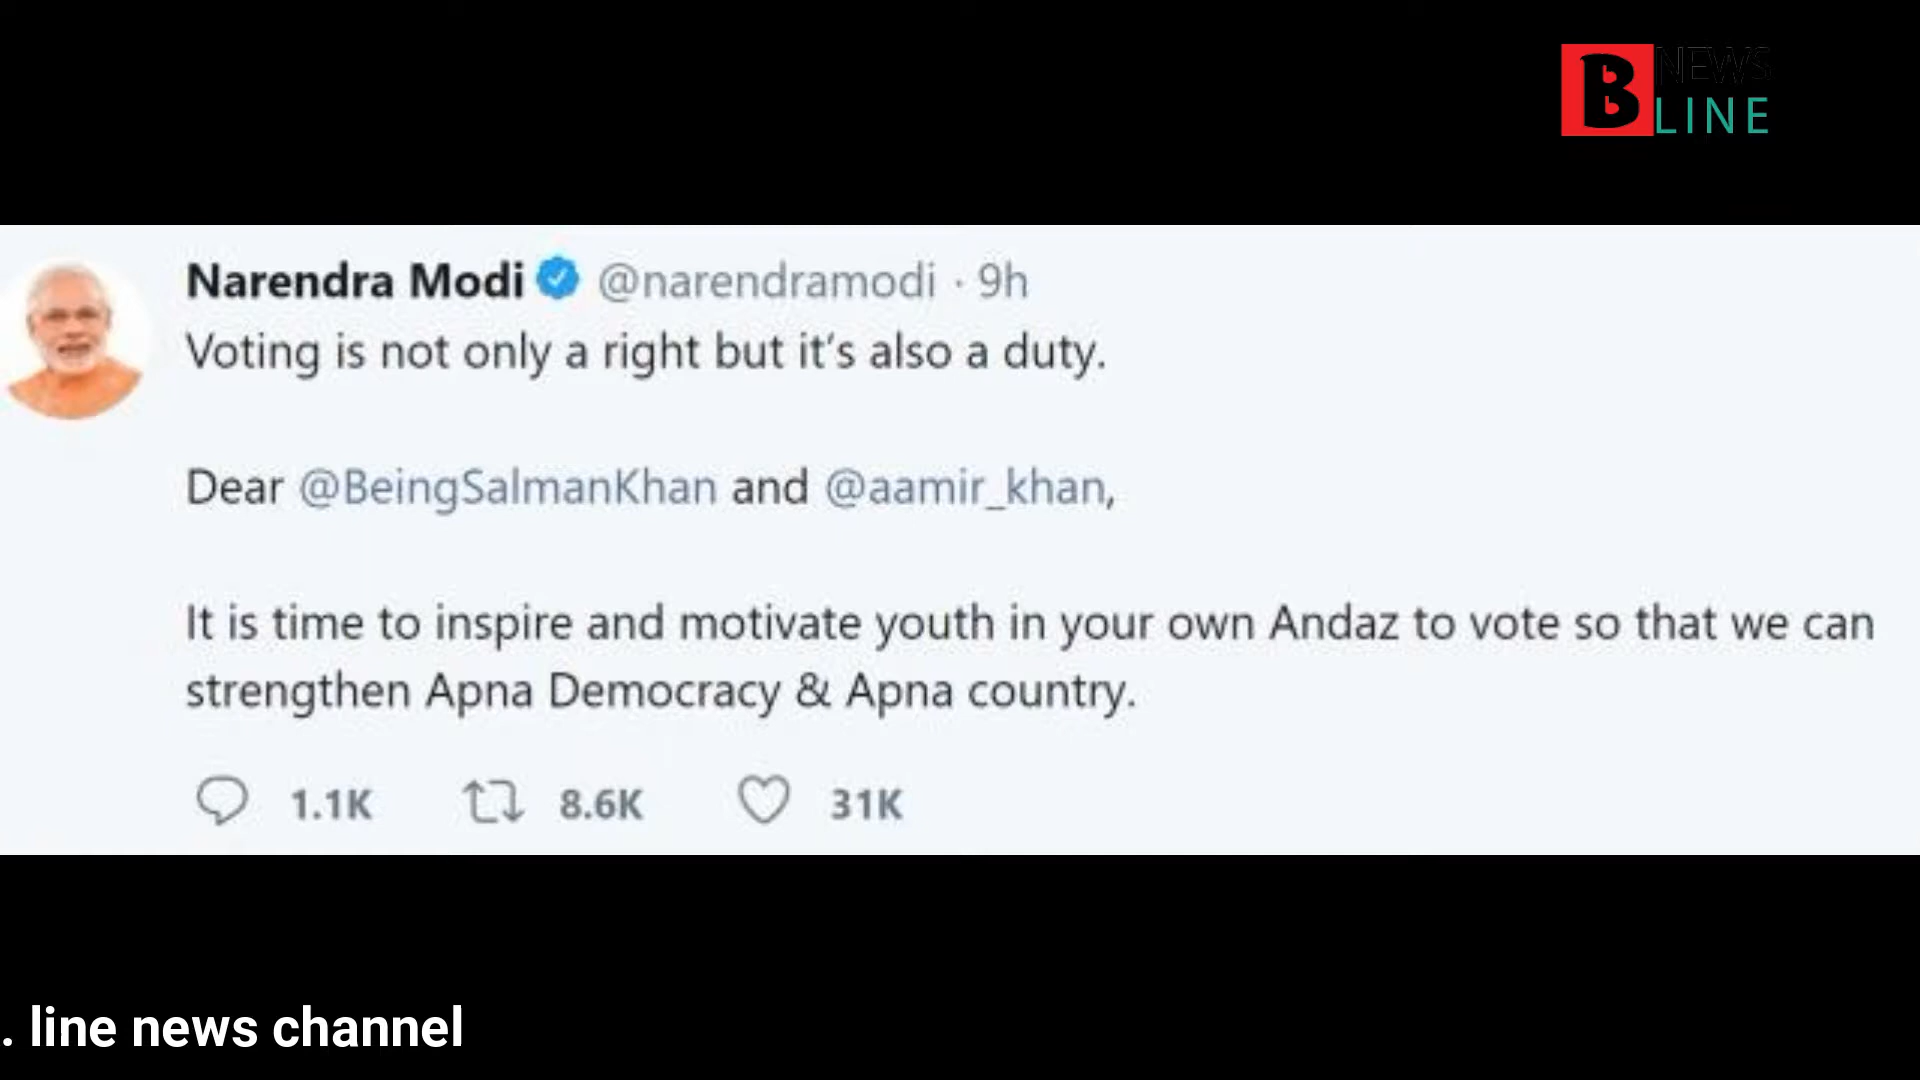 B NEWS
LINE
Narendra Modi @narendramodi · 9h
Voting is not only a right but it's also a duty.
Dear @BeingSalmanKhan and @aamir_khan,
It is time to inspire and motivate youth in your own Andaz to vote so that we can
strengthen Apna Democracy & Apna country.
1.1K 8.6K 31K
. line news channel